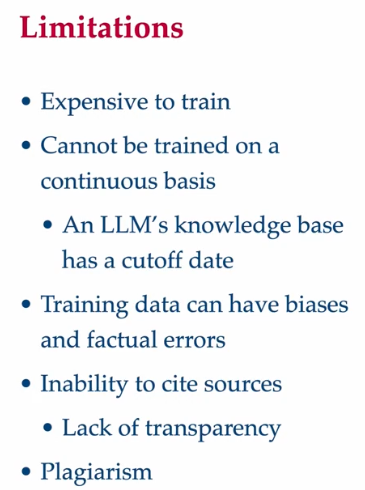 Limitations
• Expensive to train
• Cannot be trained on a
continuous basis
• An LLM's knowledge base
has a cutoff date
• Training data can have biases
and factual errors
• Inability to cite sources
• Lack of transparency
• Plagiarism